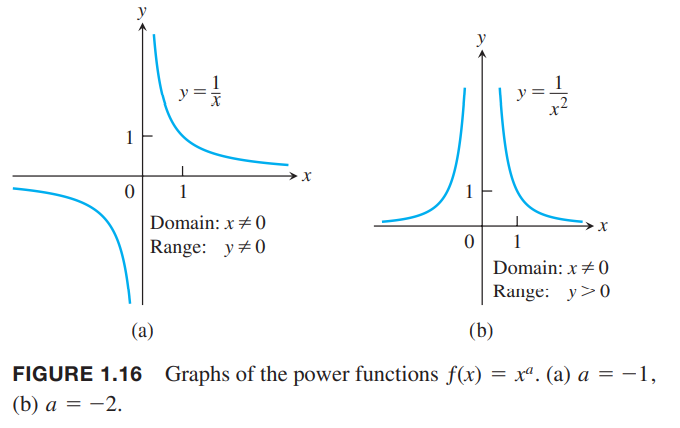 y
y = 1/x
1
0
1
x
Domain: x ≠ 0
Range: y ≠ 0
(a)
y
y = 1/x²
1
0
1
x
Domain: x ≠ 0
Range: y > 0
(b)
FIGURE 1.16 Graphs of the power functions f(x) = xᵃ. (a) a = −1,
(b) a = −2.